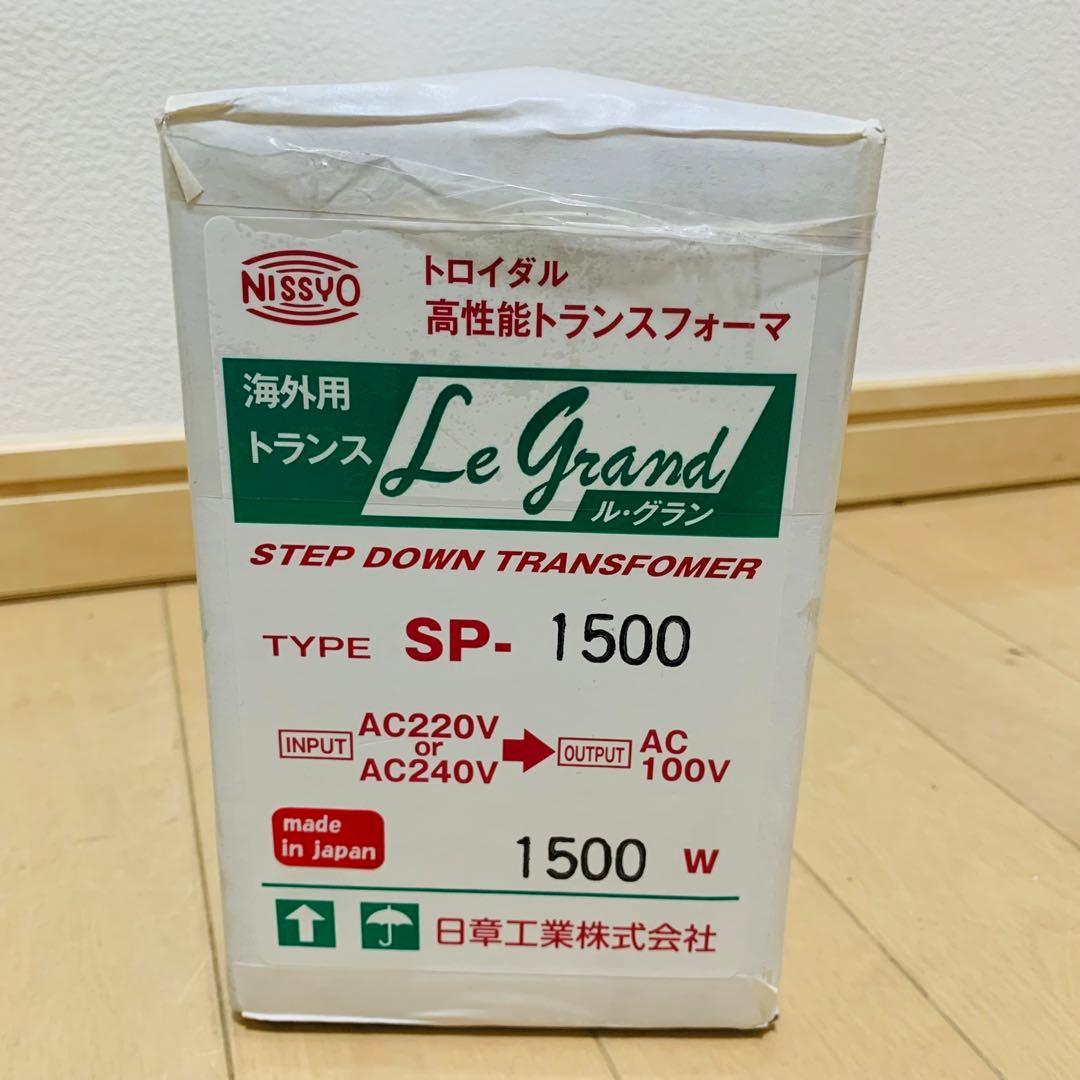 NISSYO
トロイダル
高性能トランスフォーマ
海外用
トランス
Le Grand
ル・グラン
STEP DOWN TRANSFOMER
TYPE SP- 1500
INPUT AC220V or AC240V OUTPUT AC 100V
made in japan
1500 W
日章工業株式会社